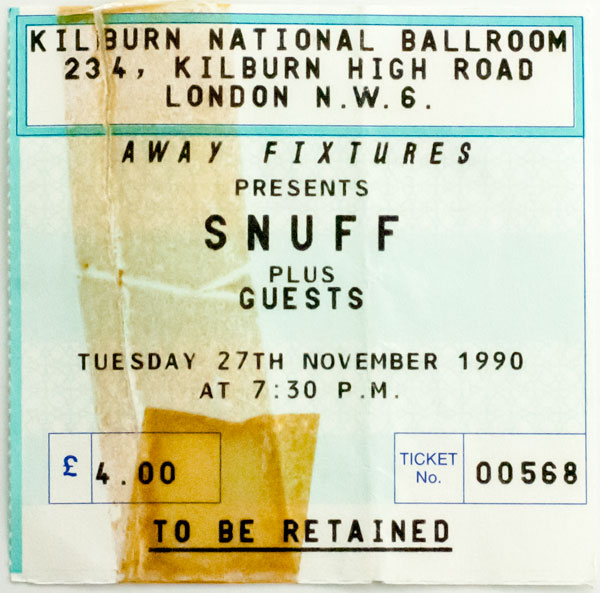 KILBURN NATIONAL BALLROOM
234, KILBURN HIGH ROAD
LONDON N.W.6.
AWAY FIXTURES
PRESENTS
SNUFF
PLUS
GUESTS
TUESDAY 27TH NOVEMBER 1990
AT 7:30 P.M.
£ 4.00
TICKET No. 00568
TO BE RETAINED